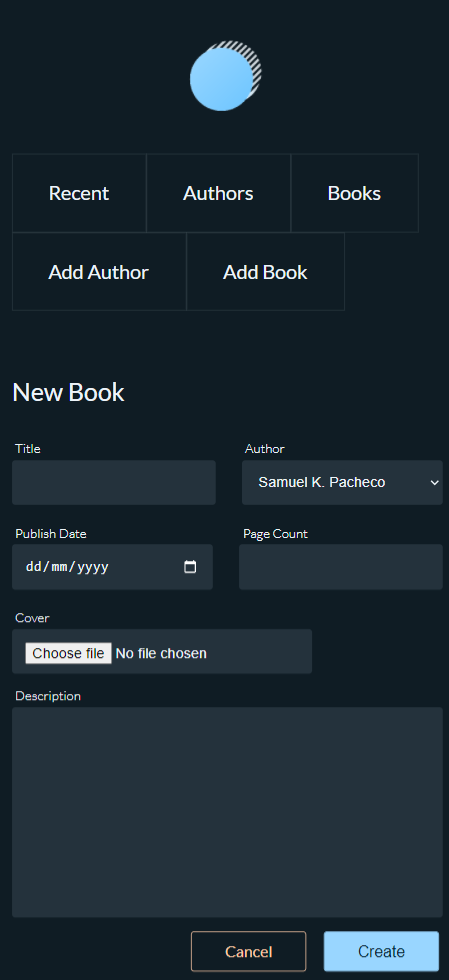 Recent Authors Books
Add Author Add Book
New Book
Title Author
Samuel K. Pacheco
Publish Date Page Count
dd/mm/yyyy
Cover
Choose file No file chosen
Description
Cancel Create